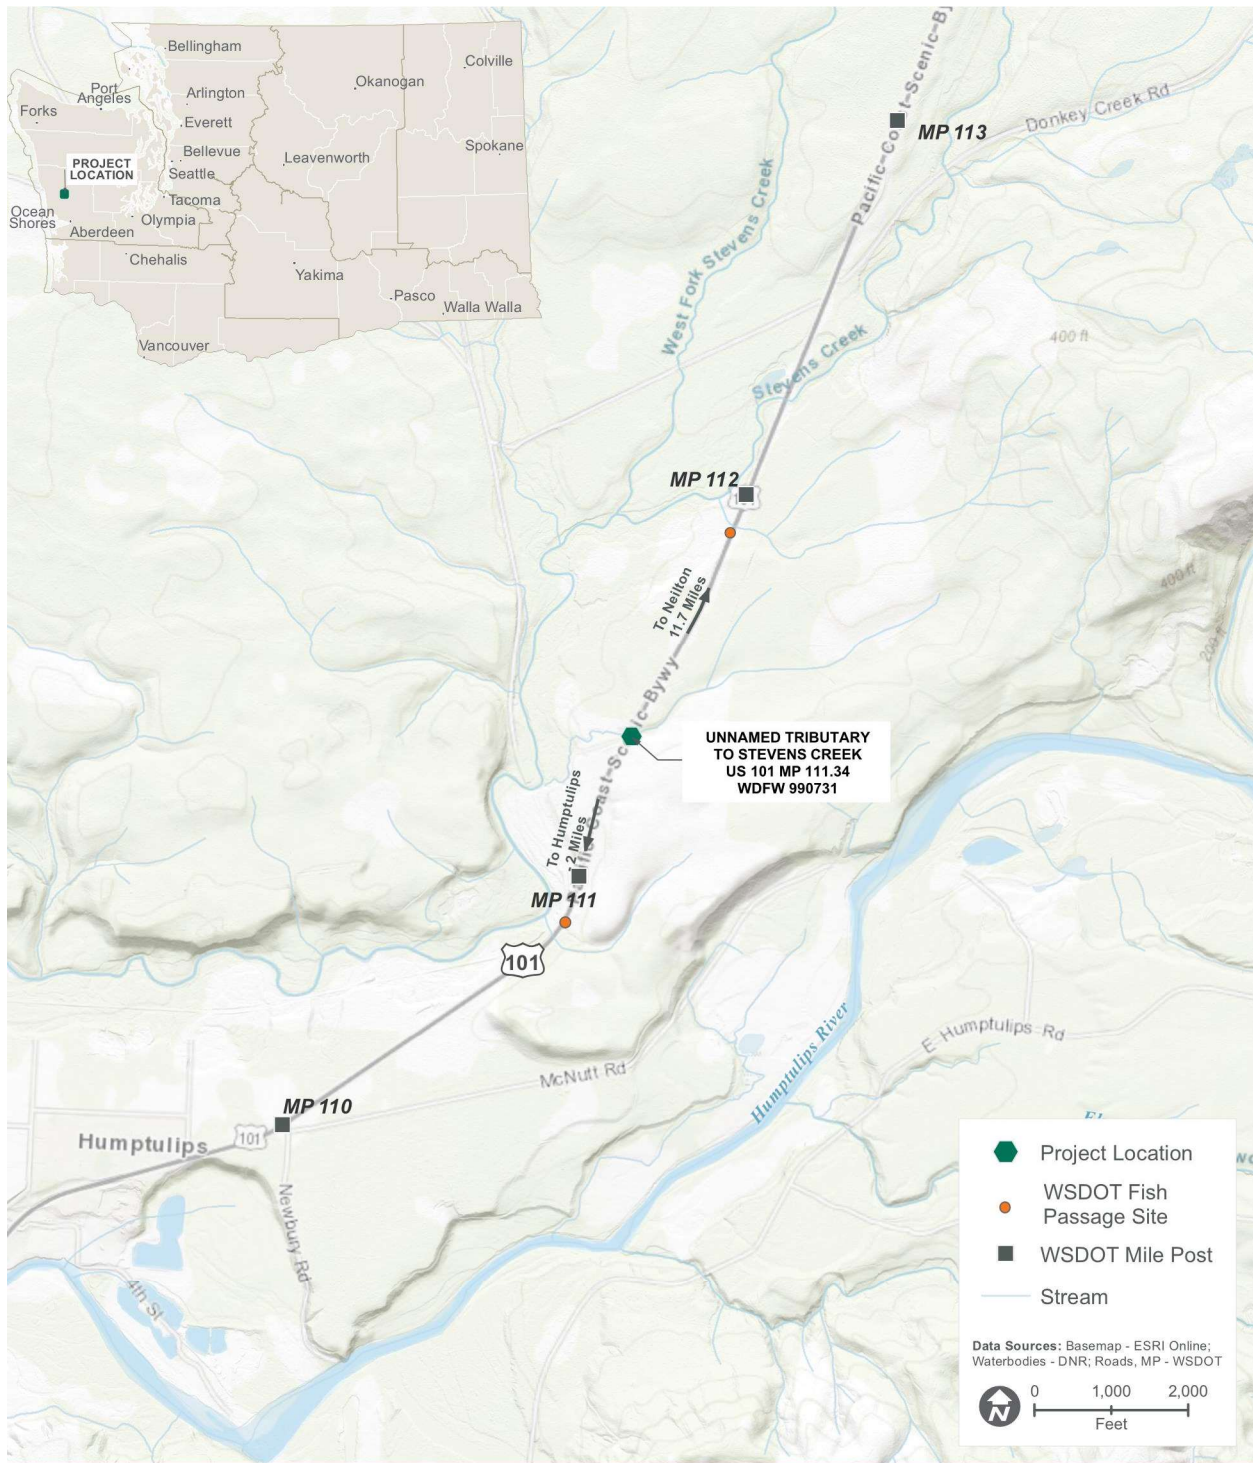 Bellingham
Colville
Okanogan
Port
Angeles
Arlington
Forks
Everett
Bellevue
Leavenworth
Spokane
PROJECT
LOCATION
Seattle
Tacoma
Ocean
Shores
Olympia
Aberdeen
Chehalis
Yakima
Pasco
Walla Walla
Vancouver
MP 113
Donkey Creek Rd
West Fork Stevens Creek
400 ft
Stevens Creek
MP 112
400 ft
200 ft
To Neilton
11.7 Miles
UNNAMED TRIBUTARY
TO STEVENS CREEK
US 101 MP 111.34
WDFW 990731
To Humptulips
MP 111
101
Humptulips River
E Humptulips Rd
McNutt Rd
MP 110
Humptulips
101
Newbury Rd
4th St
Project Location
WSDOT Fish
Passage Site
WSDOT Mile Post
Stream
Data Sources: Basemap - ESRI Online;
Waterbodies - DNR; Roads, MP - WSDOT
N
0 1,000 2,000
Feet